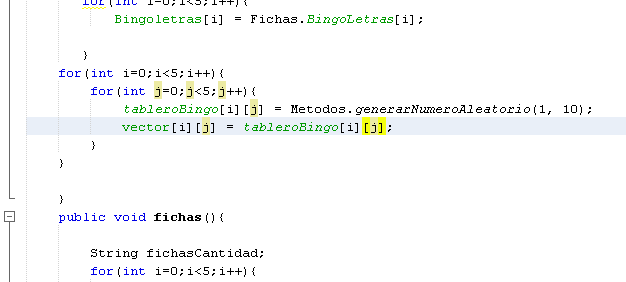 for(int i=0;i<5;i++){
Bingoletras[i] = Fichas.BingoLetras[i];
}
for(int i=0;i<5;i++){
for(int j=0;j<5;j++){
tableroBingo[i][j] = Metodos.generarNumeroAleatorio(1, 10);
vector[i][j] = tableroBingo[i][j];
}
}
}
public void fichas(){
String fichasCantidad;
for(int i=0;i<5;i++){